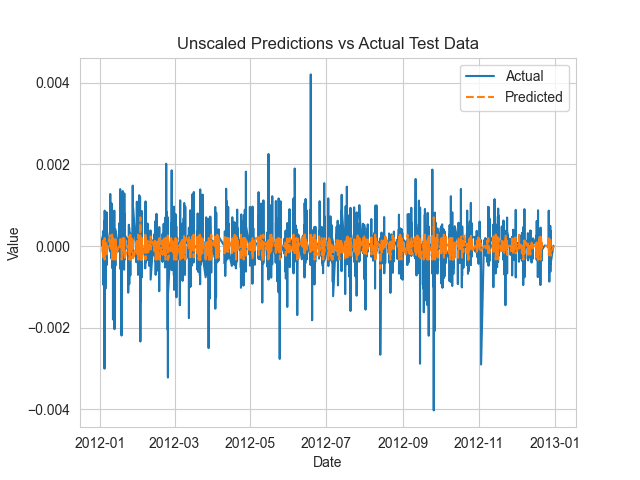 Unscaled Predictions vs Actual Test Data
Actual
Predicted
0.004
0.002
0.000
−0.002
−0.004
Value
2012-01
2012-03
2012-05
2012-07
2012-09
2012-11
2013-01
Date